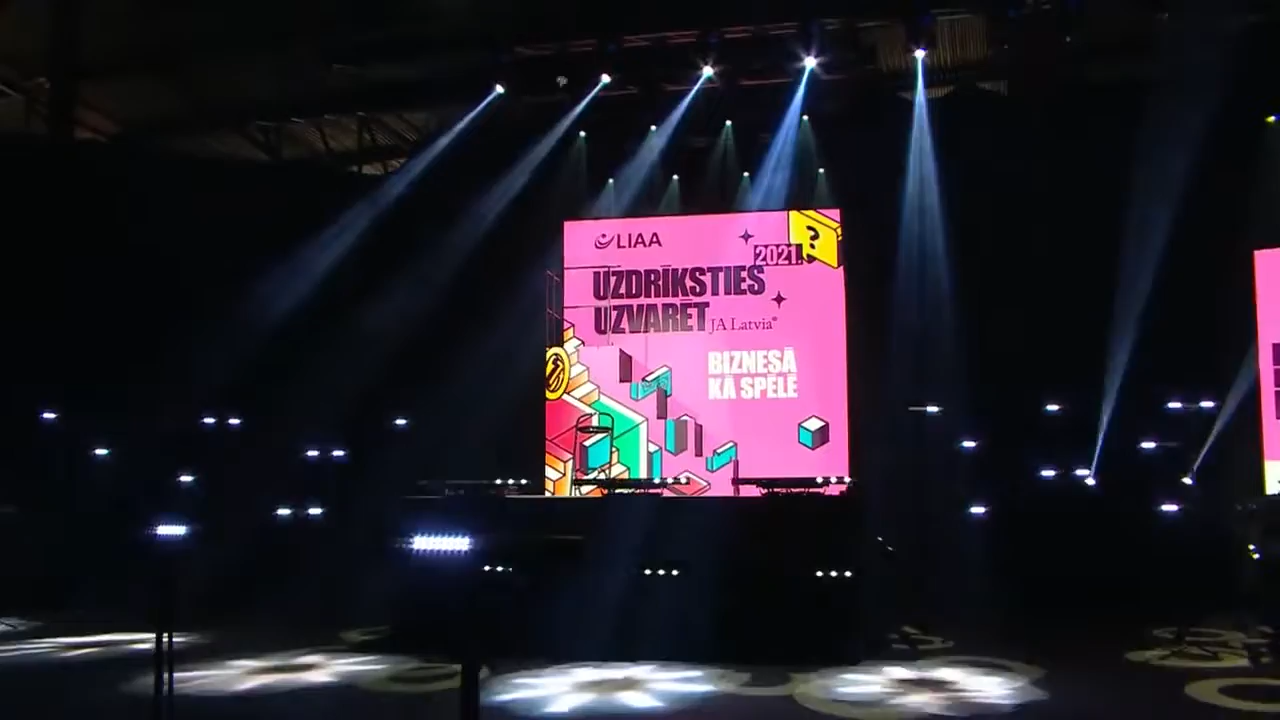 LIAA
?
2021.
UZDRĪKSTIES
UZVARĒT
JA Latvia®
BIZNESĀ
KĀ SPĒLĒ